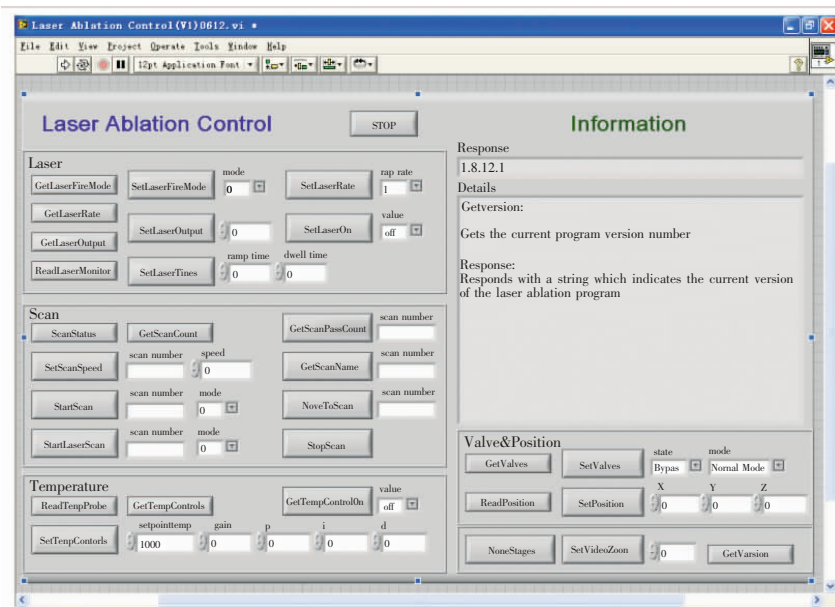 Laser Ablation Control(V1)0612.vi *
File Edit View Project Operate Tools Window Help
12pt Application Font
Laser Ablation Control
STOP
Information
Response
1.8.12.1
Details
Getversion:
Gets the current program version number
Response:
Responds with a string which indicates the current version
of the laser ablation program
Laser
GetLaserFireMode
SetLaserFireMode
mode
0
SetLaserRate
rap rate
1
GetLaserRate
SetLaserOutput
0
SetLaserOn
value
off
GetLaserOutput
ReadLaserMonitor
SetLaserTines
ramp time
0
dwell time
0
Scan
ScanStatus
GetScanCount
GetScanPassCount
scan number
SetScanSpeed
scan number
speed
0
GetScanName
scan number
StartScan
scan number
mode
0
NoveToScan
scan number
StartLaserScan
scan number
mode
0
StopScan
Temperature
ReadTenpProbe
GetTempControls
GetTempControlOn
value
off
SetTenpContorls
setpointtemp
1000
gain
0
p
0
i
0
d
0
Valve&Position
GetValves
SetValves
state
Bypas
mode
Nornal Mode
ReadPosition
SetPosition
X
0
Y
0
Z
0
NoneStages
SetVideoZoon
0
GetVarsion